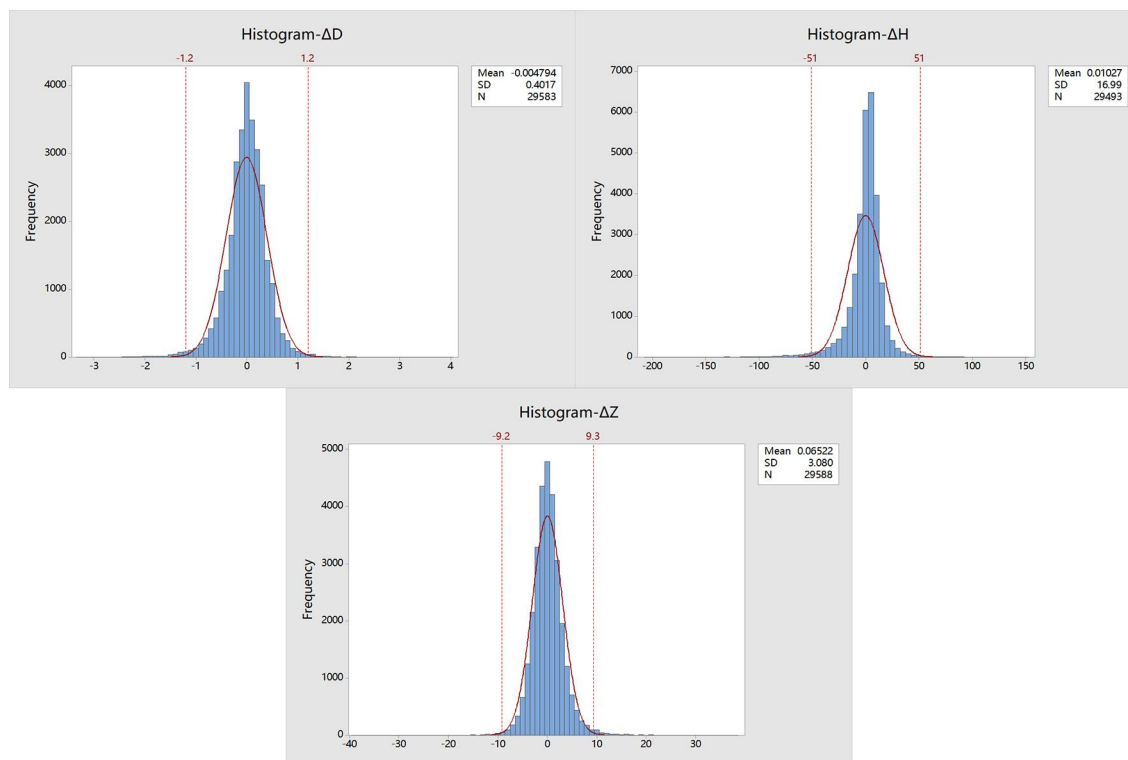 Histogram-ΔD
-1.2 1.2
Mean -0.004794
SD 0.4017
N 29583
Frequency
4000
3000
2000
1000
0
-3 -2 -1 0 1 2 3 4
Histogram-ΔH
-51 51
Mean 0.01027
SD 16.99
N 29493
Frequency
7000
6000
5000
4000
3000
2000
1000
0
-200 -150 -100 -50 0 50 100 150
Histogram-ΔZ
-9.2 9.3
Mean 0.06522
SD 3.080
N 29588
Frequency
5000
4000
3000
2000
1000
0
-40 -30 -20 -10 0 10 20 30